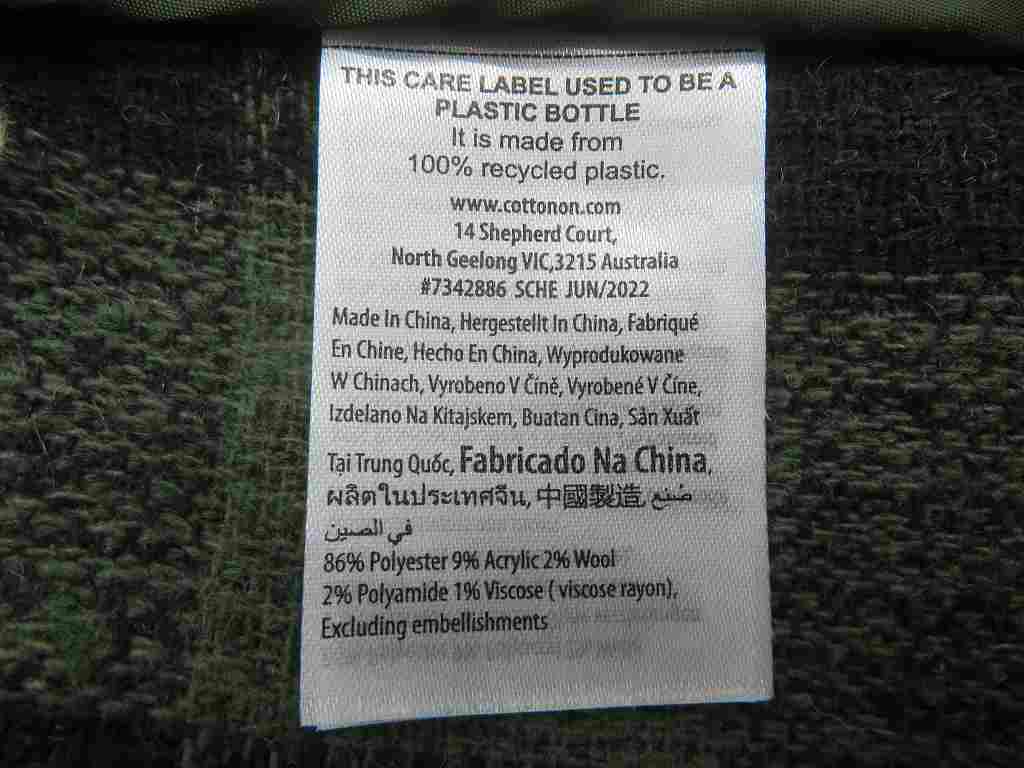 THIS CARE LABEL USED TO BE A
PLASTIC BOTTLE
It is made from
100% recycled plastic.
www.cottonon.com
14 Shepherd Court,
North Geelong VIC,3215 Australia
#7342886 SCHE JUN/2022
Made In China, Hergestellt In China, Fabriqué
En Chine, Hecho En China, Wyprodukowane
W Chinach, Vyrobeno V Číně, Vyrobené V Číne,
Izdelano Na Kitajskem, Buatan Cina, Sản Xuất
Tại Trung Quốc, Fabricado Na China,
ผลิตในประเทศจีน, 中國製造, صُنع
في الصين
86% Polyester 9% Acrylic 2% Wool
2% Polyamide 1% Viscose ( viscose rayon),
Excluding embellishments